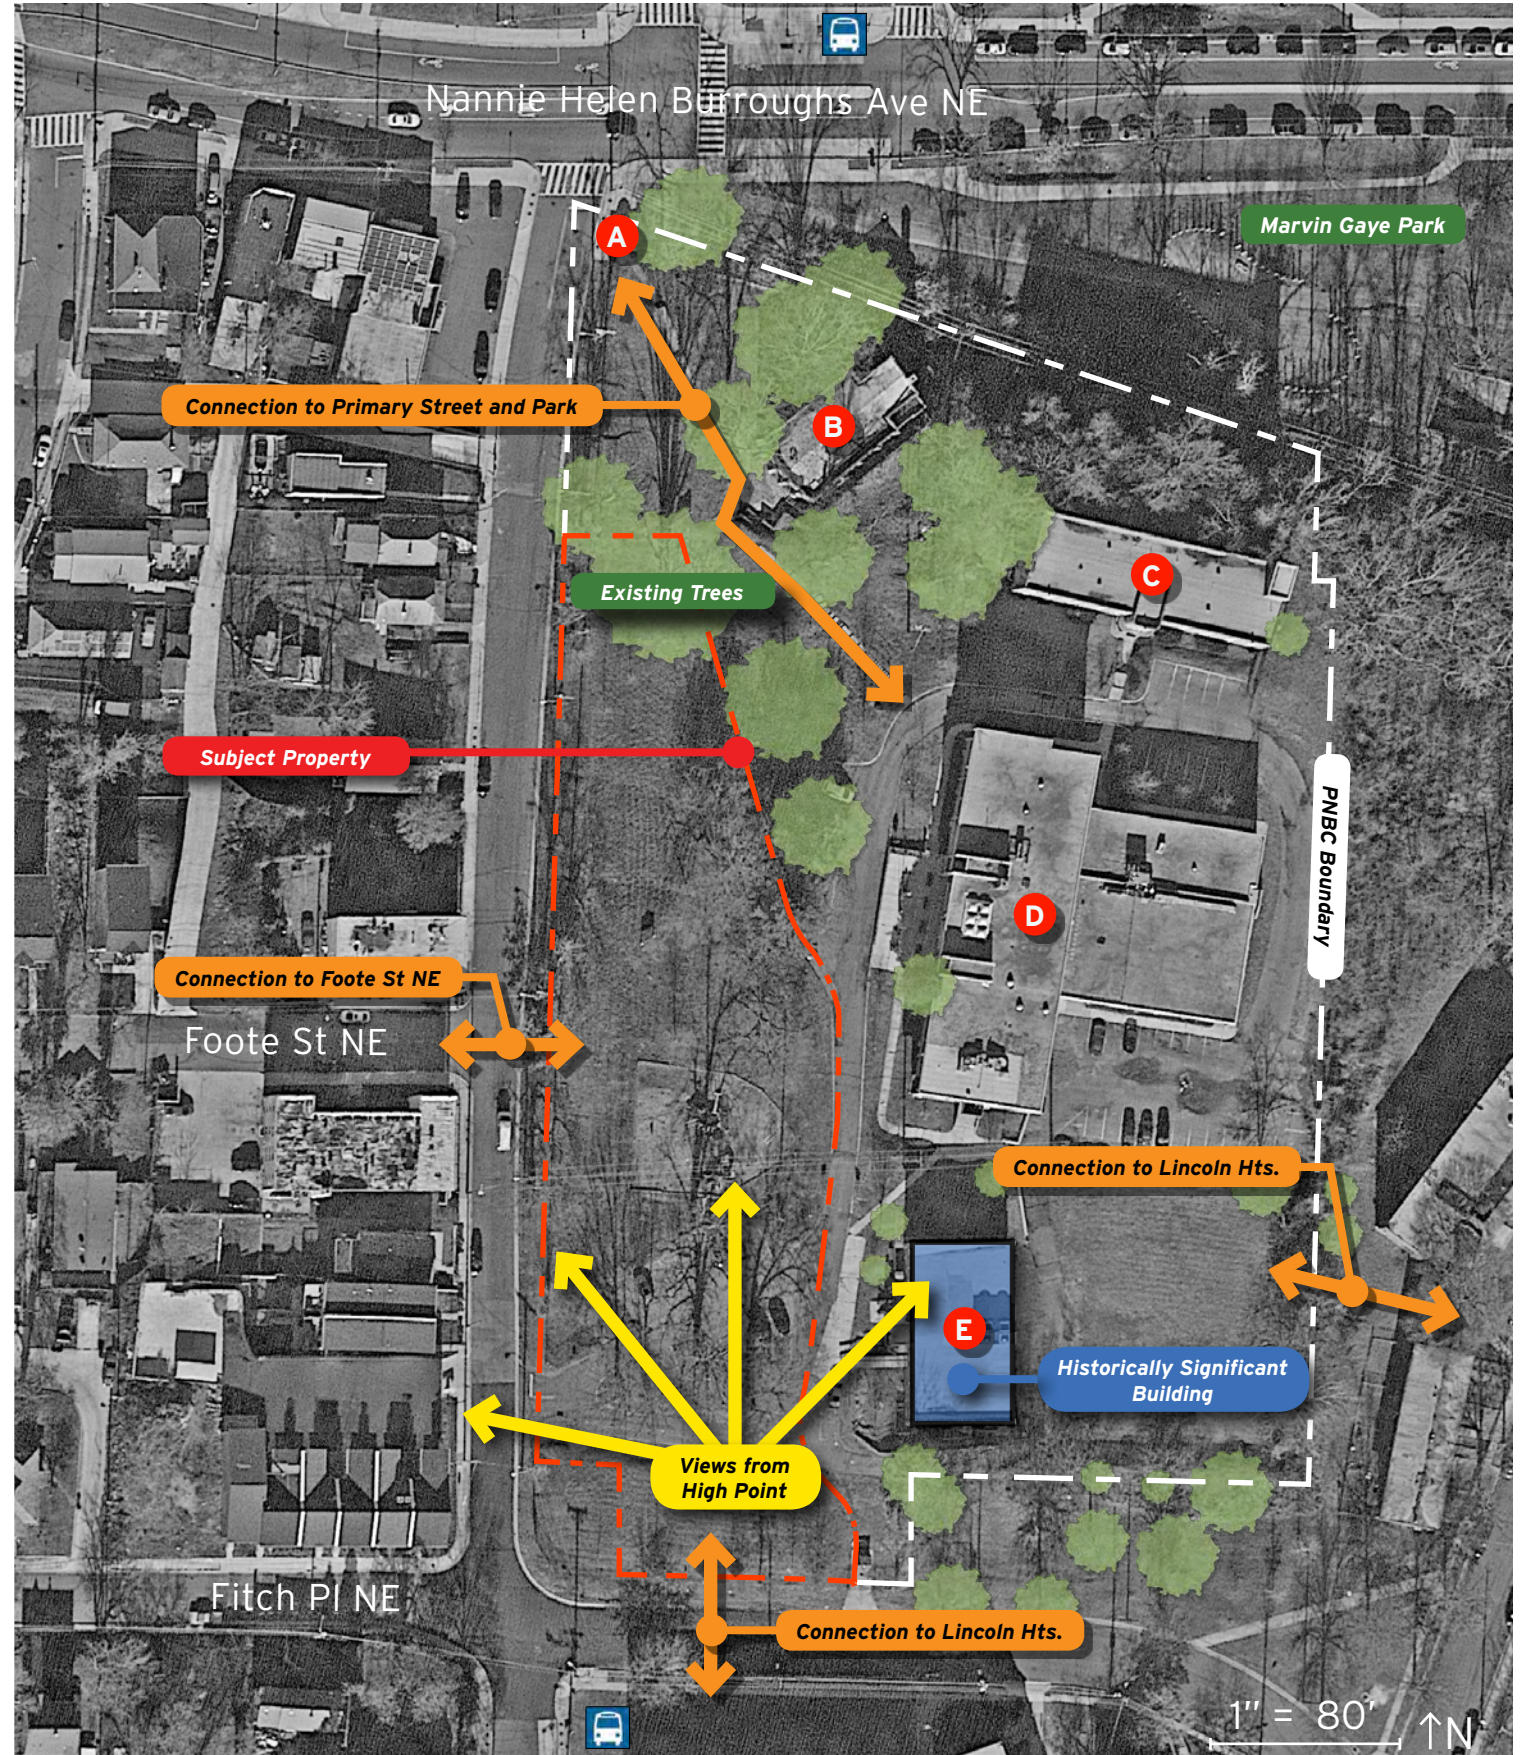 Nannie Helen Burroughs Ave NE
Marvin Gaye Park
A
Connection to Primary Street and Park
B
C
Existing Trees
Subject Property
PNBC Boundary
D
Connection to Foote St NE
Foote St NE
Connection to Lincoln Hts.
E
Historically Significant
Building
Views from
High Point
Fitch Pl NE
Connection to Lincoln Hts.
1" = 80'
↑N